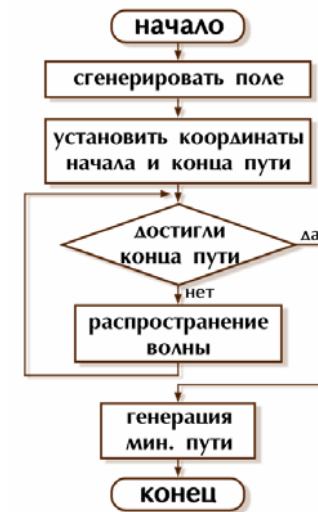 начало
сгенерировать поле
установить координаты
начала и конца пути
достигли
конца пути
да
нет
распространение
волны
генерация
мин. пути
конец